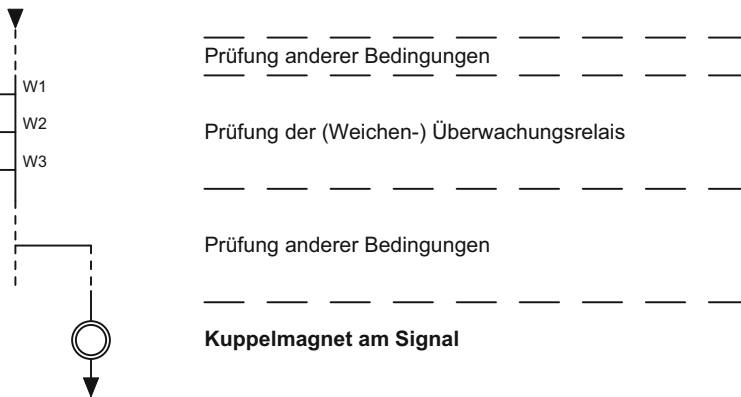 Prüfung anderer Bedingungen
W1
W2
Prüfung der (Weichen-) Überwachungsrelais
W3
Prüfung anderer Bedingungen
Kuppelmagnet am Signal